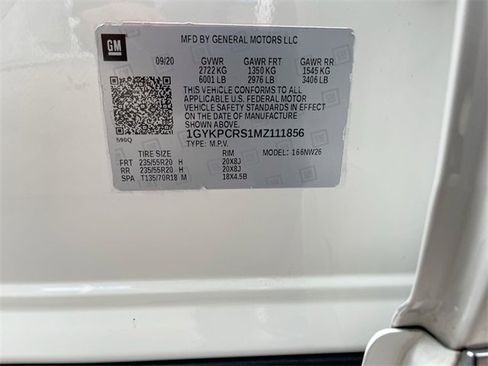 GM
MFD BY GENERAL MOTORS LLC
09/20 GVWR GAWR FRT GAWR RR
2722 KG 1350 KG 1545 KG
6001 LB 2976 LB 3406 LB
THIS VEHICLE CONFORMS TO ALL
APPLICABLE U.S. FEDERAL MOTOR
VEHICLE SAFETY STANDARDS IN EFFECT
ON THE DATE OF MANUFACTURE SHOWN ABOVE.
1GYKPCRS1MZ111856
TYPE: M.P.V.
596Q TIRE SIZE RIM MODEL: 166NW26
FRT 235/55R20 H 20X8J
RR 235/55R20 H 20X8J
SPA T135/70R18 M 18X4.5B